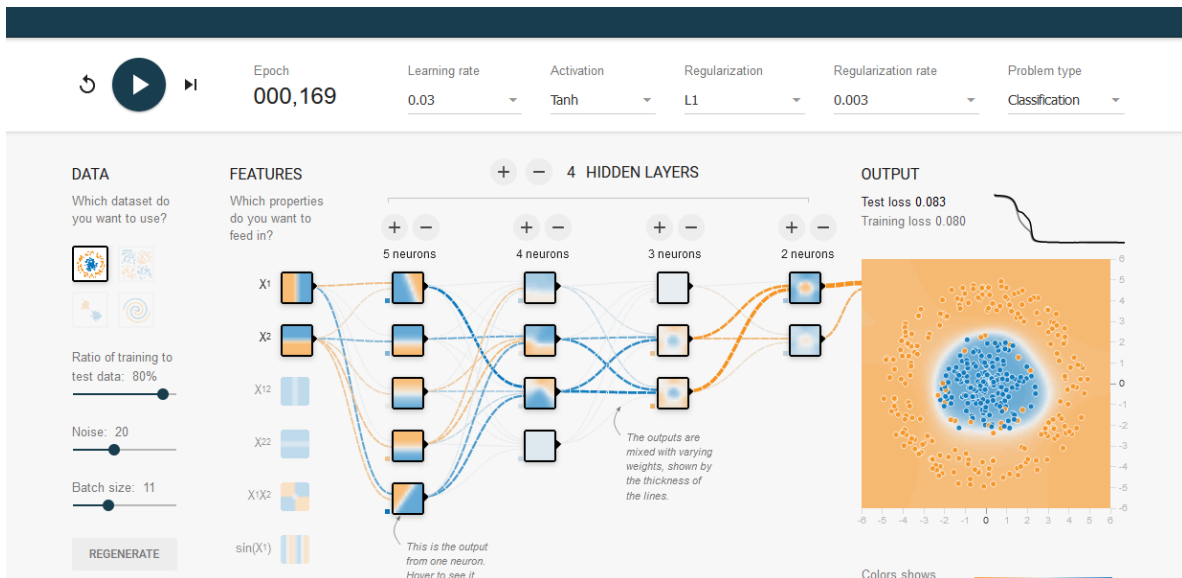 Epoch
000,169
Learning rate
0.03
Activation
Tanh
Regularization
L1
Regularization rate
0.003
Problem type
Classification
DATA
Which dataset do
you want to use?
Ratio of training to
test data: 80%
Noise: 20
Batch size: 11
REGENERATE
FEATURES
Which properties
do you want to
feed in?
X1
X2
X12
X22
X1X2
sin(X1)
+ − 4 HIDDEN LAYERS
+ −
5 neurons
+ −
4 neurons
+ −
3 neurons
+ −
2 neurons
This is the output
from one neuron.
Hover to see it
The outputs are
mixed with varying
weights, shown by
the thickness of
the lines.
OUTPUT
Test loss 0.083
Training loss 0.080
6
5
4
3
2
1
0
-1
-2
-3
-4
-5
-6
-6 -5 -4 -3 -2 -1 0 1 2 3 4 5 6
Colors shows